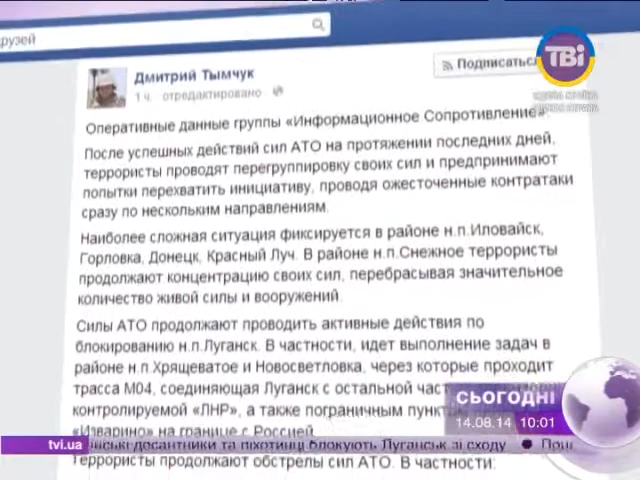 рузей
Дмитрий Тымчук
Подписатьс
1 ч. отредактировано
ТВі
Оперативные данные группы «Информационное Сопротивление»:
После успешных действий сил АТО на протяжении последних дней,
террористы проводят перегруппировку своих сил и предпринимают
попытки перехватить инициативу, проводя ожесточенные контратаки
сразу по нескольким направлениям.
Наиболее сложная ситуация фиксируется в районе н.п.Иловайск,
Горловка, Донецк, Красный Луч. В районе н.п.Снежное террористы
продолжают концентрацию своих сил, перебрасывая значительное
количество живой силы и вооружений.
Силы АТО продолжают проводить активные действия по
блокированию н.п.Луганск. В частности, идет выполнение задач в
районе н.п.Хрящеватое и Новосветловка, через которые проходит
трасса М04, соединяющая Луганск с остальной част
контролируемой «ЛНР», а также пограничным пункт
«Изварино» на границе с Россией.
СЬОГОДНІ
14.08.14 10:01
tvi.ua нські десантники та піхотинці блокують Луганськ зі сходу
Террористы продолжают обстрелы сил АТО. В частности: